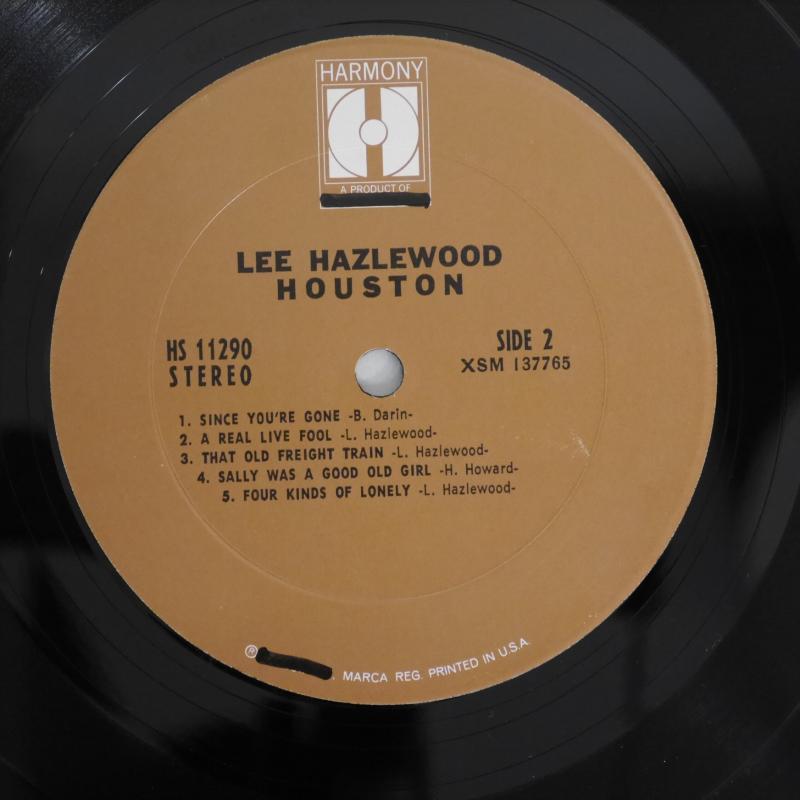 HARMONY
A PRODUCT OF
LEE HAZLEWOOD
HOUSTON
HS 11290
STEREO
SIDE 2
XSM 137765
1. SINCE YOU'RE GONE -B. Darin-
2. A REAL LIVE FOOL -L. Hazlewood-
3. THAT OLD FREIGHT TRAIN -L. Hazlewood-
4. SALLY WAS A GOOD OLD GIRL -H. Howard-
5. FOUR KINDS OF LONELY -L. Hazlewood-
® MARCA REG. PRINTED IN U.S.A.